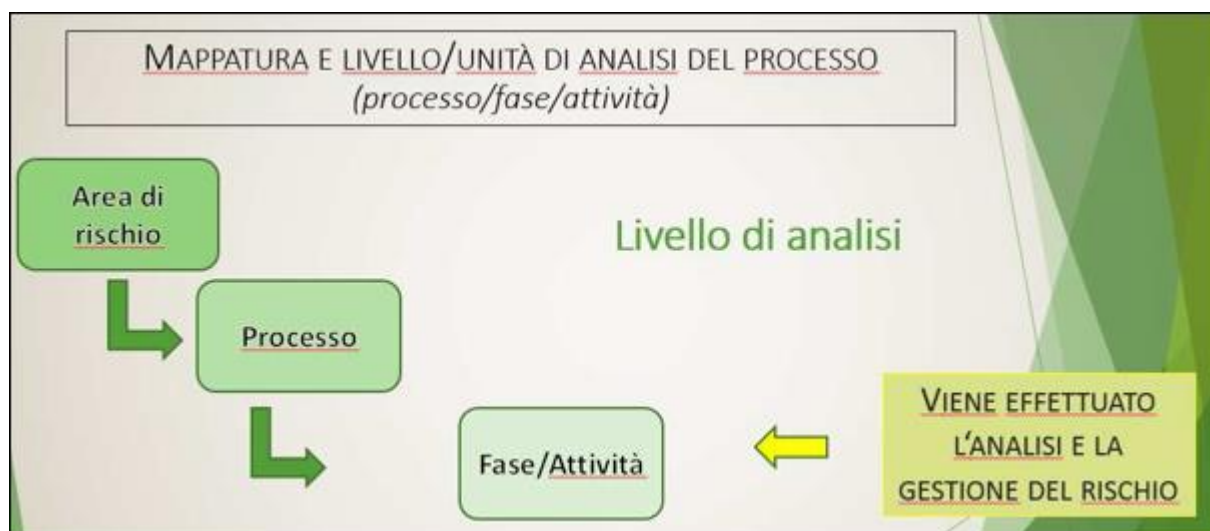 MAPPATURA E LIVELLO/UNITÀ DI ANALISI DEL PROCESSO
(processo/fase/attività)
Area di
rischio
Livello di analisi
Processo
Fase/Attività
VIENE EFFETTUATO
L'ANALISI E LA
GESTIONE DEL RISCHIO